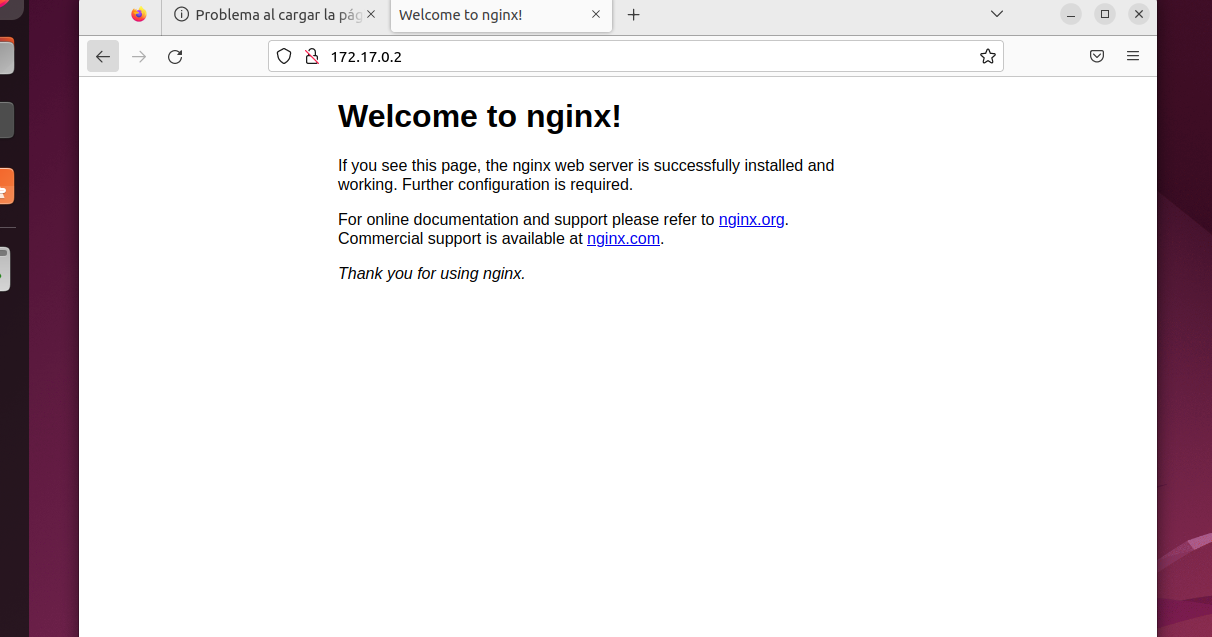 Problema al cargar la pág
Welcome to nginx!
172.17.0.2
Welcome to nginx!
If you see this page, the nginx web server is successfully installed and
working. Further configuration is required.
For online documentation and support please refer to nginx.org.
Commercial support is available at nginx.com.
Thank you for using nginx.